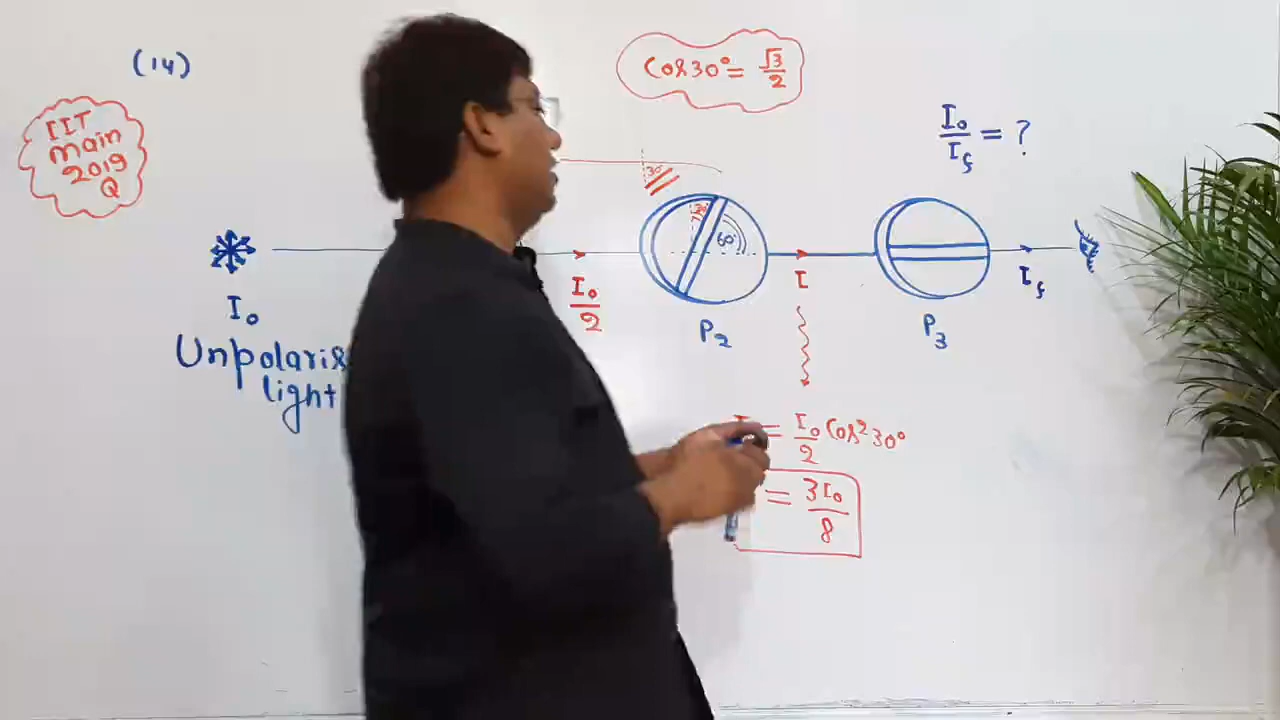 (14)
IIT
main
2019
Q
Cos30° = √3/2
I₀/I_f = ?
30°
60°
I₀/2
I
I_f
I₀
P₂
P₃
light
= I₀/2 Cos²30°
= 3I₀/8